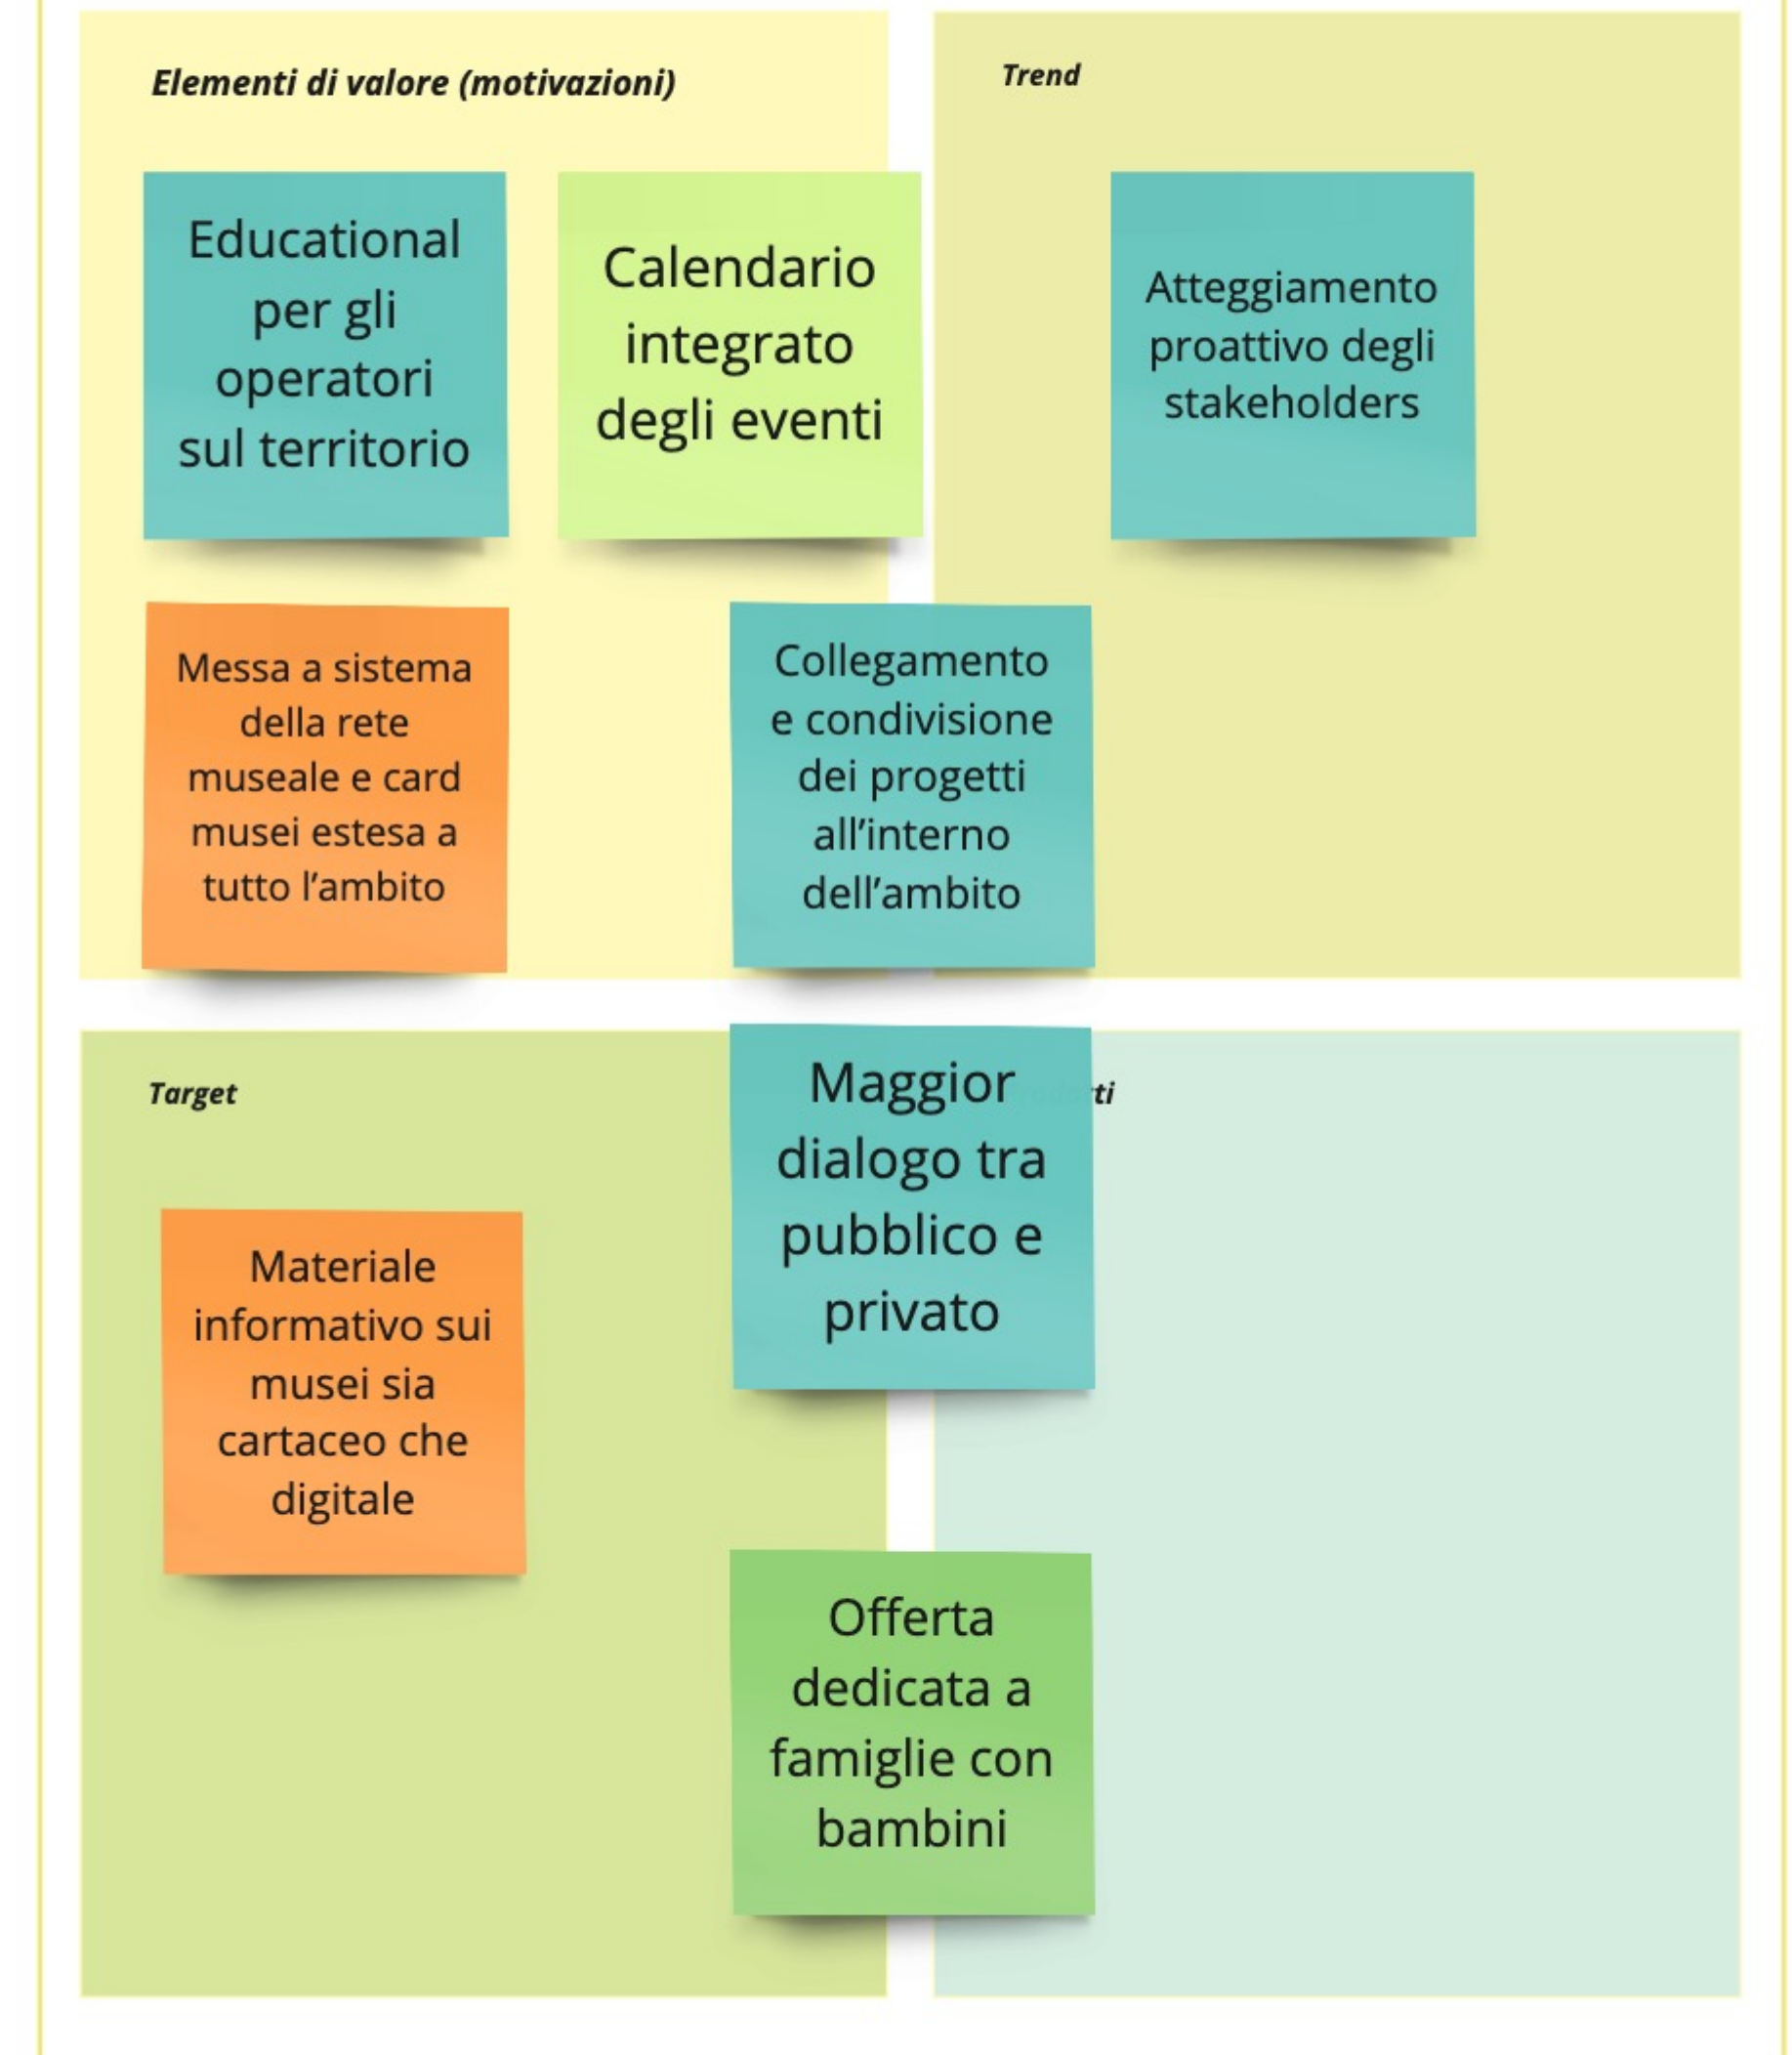 Elementi di valore (motivazioni)
Trend
Educational
per gli
operatori
sul territorio
Calendario
integrato
degli eventi
Atteggiamento
proattivo degli
stakeholders
Messa a sistema
della rete
museale e card
musei estesa a
tutto l'ambito
Collegamento
e condivisione
dei progetti
all'interno
dell'ambito
Target
Maggior
dialogo tra
pubblico e
privato
Materiale
informativo sui
musei sia
cartaceo che
digitale
Offerta
dedicata a
famiglie con
bambini